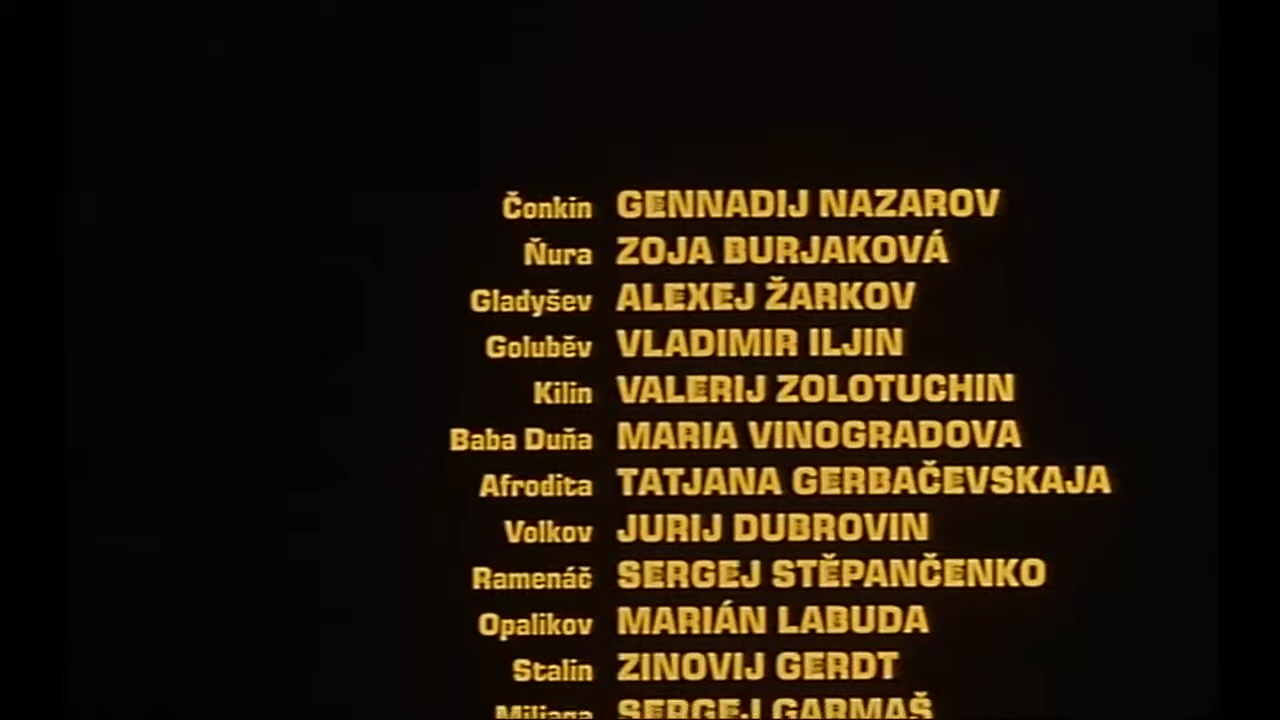 Čonkin GENNADIJ NAZAROV
Ňura ZOJA BURJAKOVÁ
Gladyšev ALEXEJ ŽARKOV
Goluběv VLADIMIR ILJIN
Kilin VALERIJ ZOLOTUCHIN
Baba Duňa MARIA VINOGRADOVA
Afrodita TATJANA GERBAČEVSKAJA
Volkov JURIJ DUBROVIN
Ramenáč SERGEJ STĚPANČENKO
Opalikov MARIÁN LABUDA
Stalin ZINOVIJ GERDT
Miljaga SERGEJ GARMAŠ